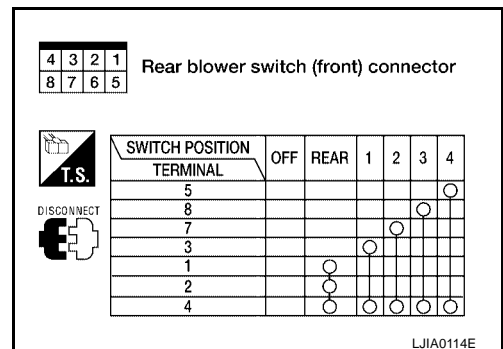 4 3 2 1
8 7 6 5
Rear blower switch (front) connector
T.S.
DISCONNECT
SWITCH POSITION OFF REAR 1 2 3 4
TERMINAL
5
8
7
3
1
2
4
LJIA0114E